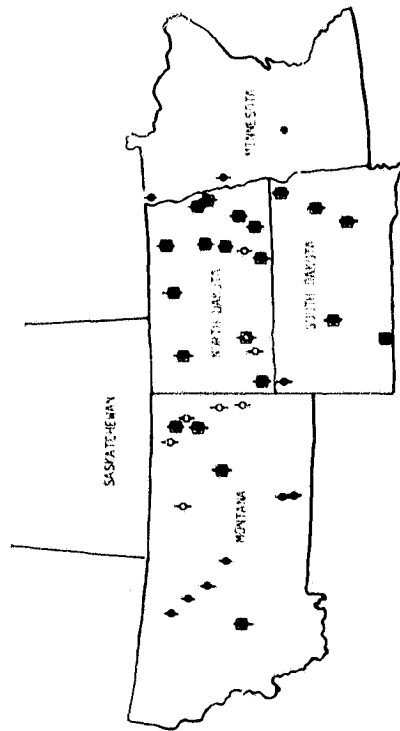 SASKATCHEWAN
MONTANA
NORTH DAKOTA
SOUTH DAKOTA
MINNESOTA